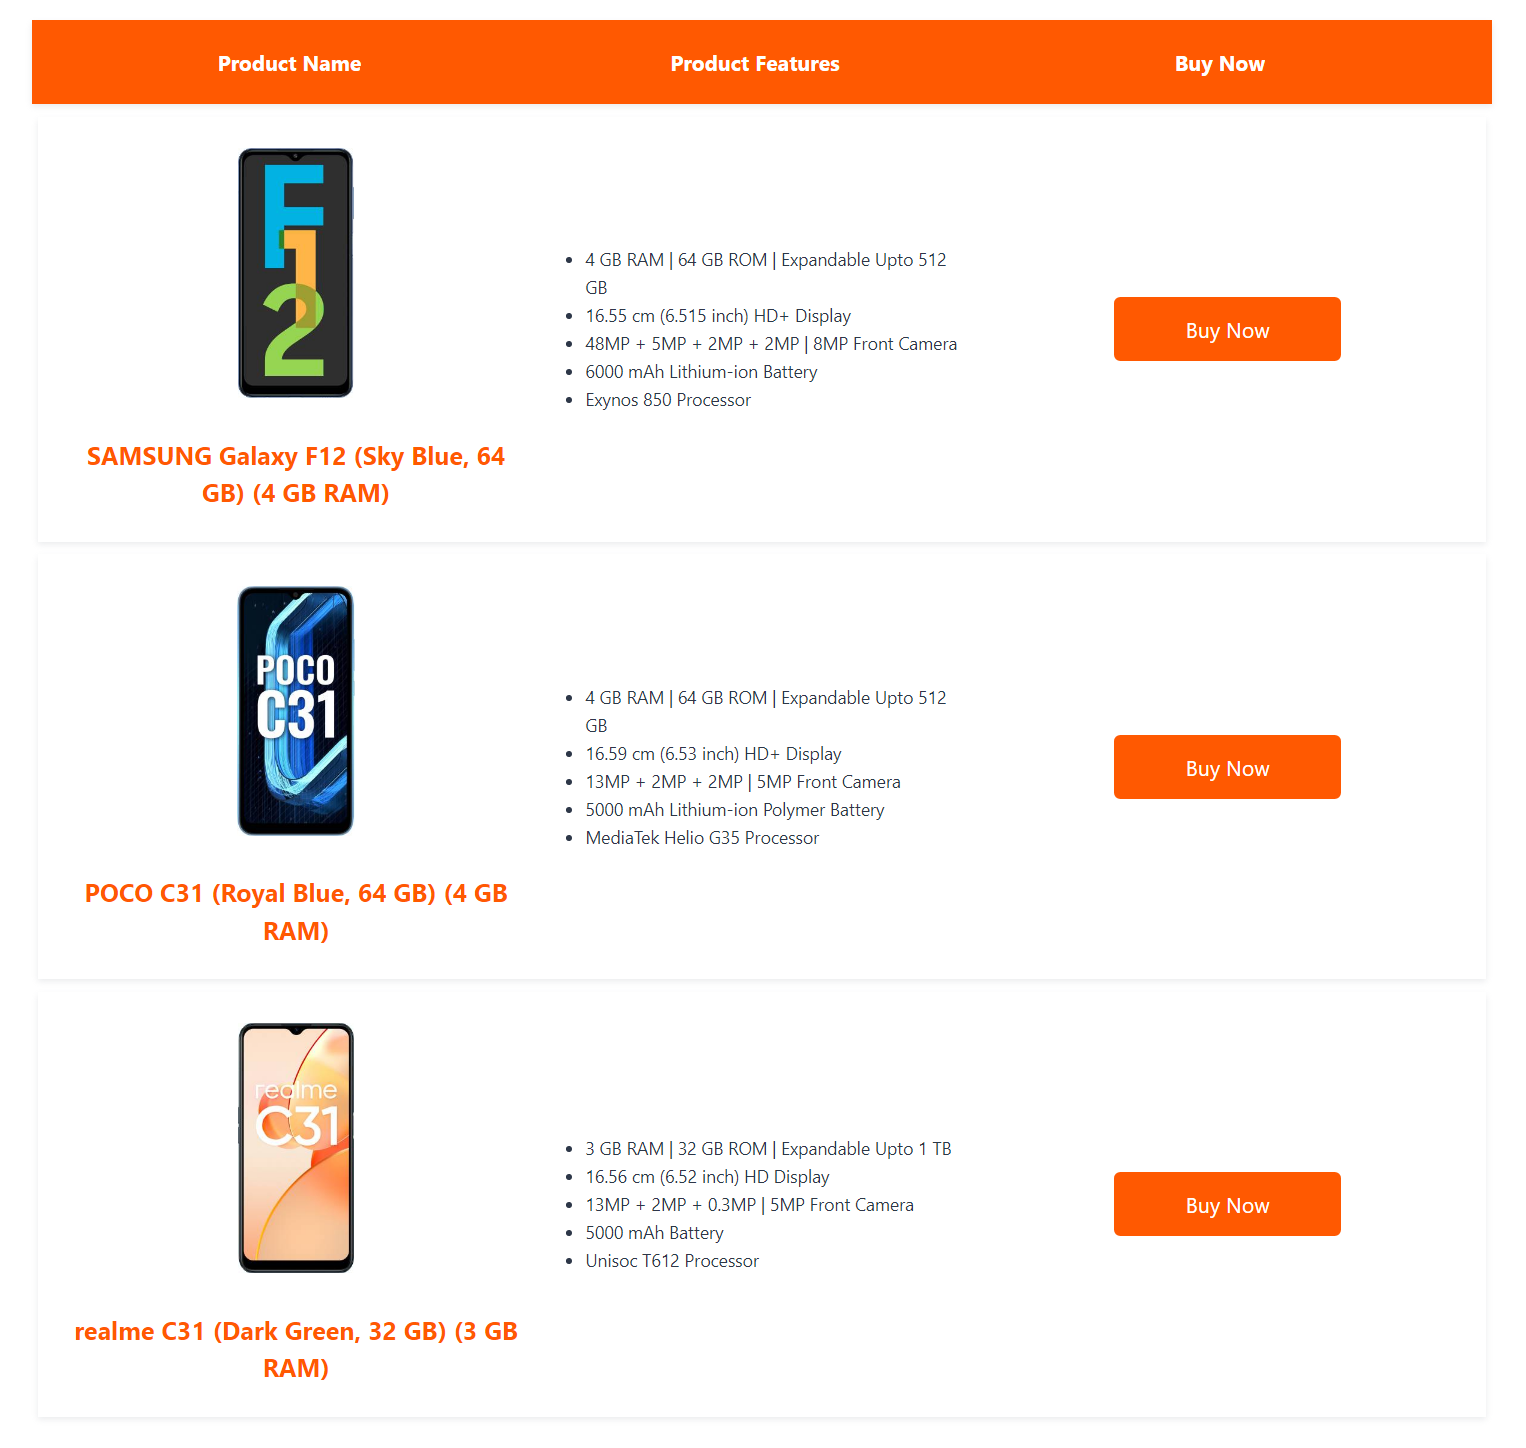 Product Name Product Features Buy Now
F
1
2
4 GB RAM | 64 GB ROM | Expandable Upto 512
GB
16.55 cm (6.515 inch) HD+ Display
48MP + 5MP + 2MP + 2MP | 8MP Front Camera
6000 mAh Lithium-ion Battery
Exynos 850 Processor
Buy Now
SAMSUNG Galaxy F12 (Sky Blue, 64
GB) (4 GB RAM)
POCO
C31
4 GB RAM | 64 GB ROM | Expandable Upto 512
GB
16.59 cm (6.53 inch) HD+ Display
13MP + 2MP + 2MP | 5MP Front Camera
5000 mAh Lithium-ion Polymer Battery
MediaTek Helio G35 Processor
Buy Now
POCO C31 (Royal Blue, 64 GB) (4 GB
RAM)
realme
C31
3 GB RAM | 32 GB ROM | Expandable Upto 1 TB
16.56 cm (6.52 inch) HD Display
13MP + 2MP + 0.3MP | 5MP Front Camera
5000 mAh Battery
Unisoc T612 Processor
Buy Now
realme C31 (Dark Green, 32 GB) (3 GB
RAM)